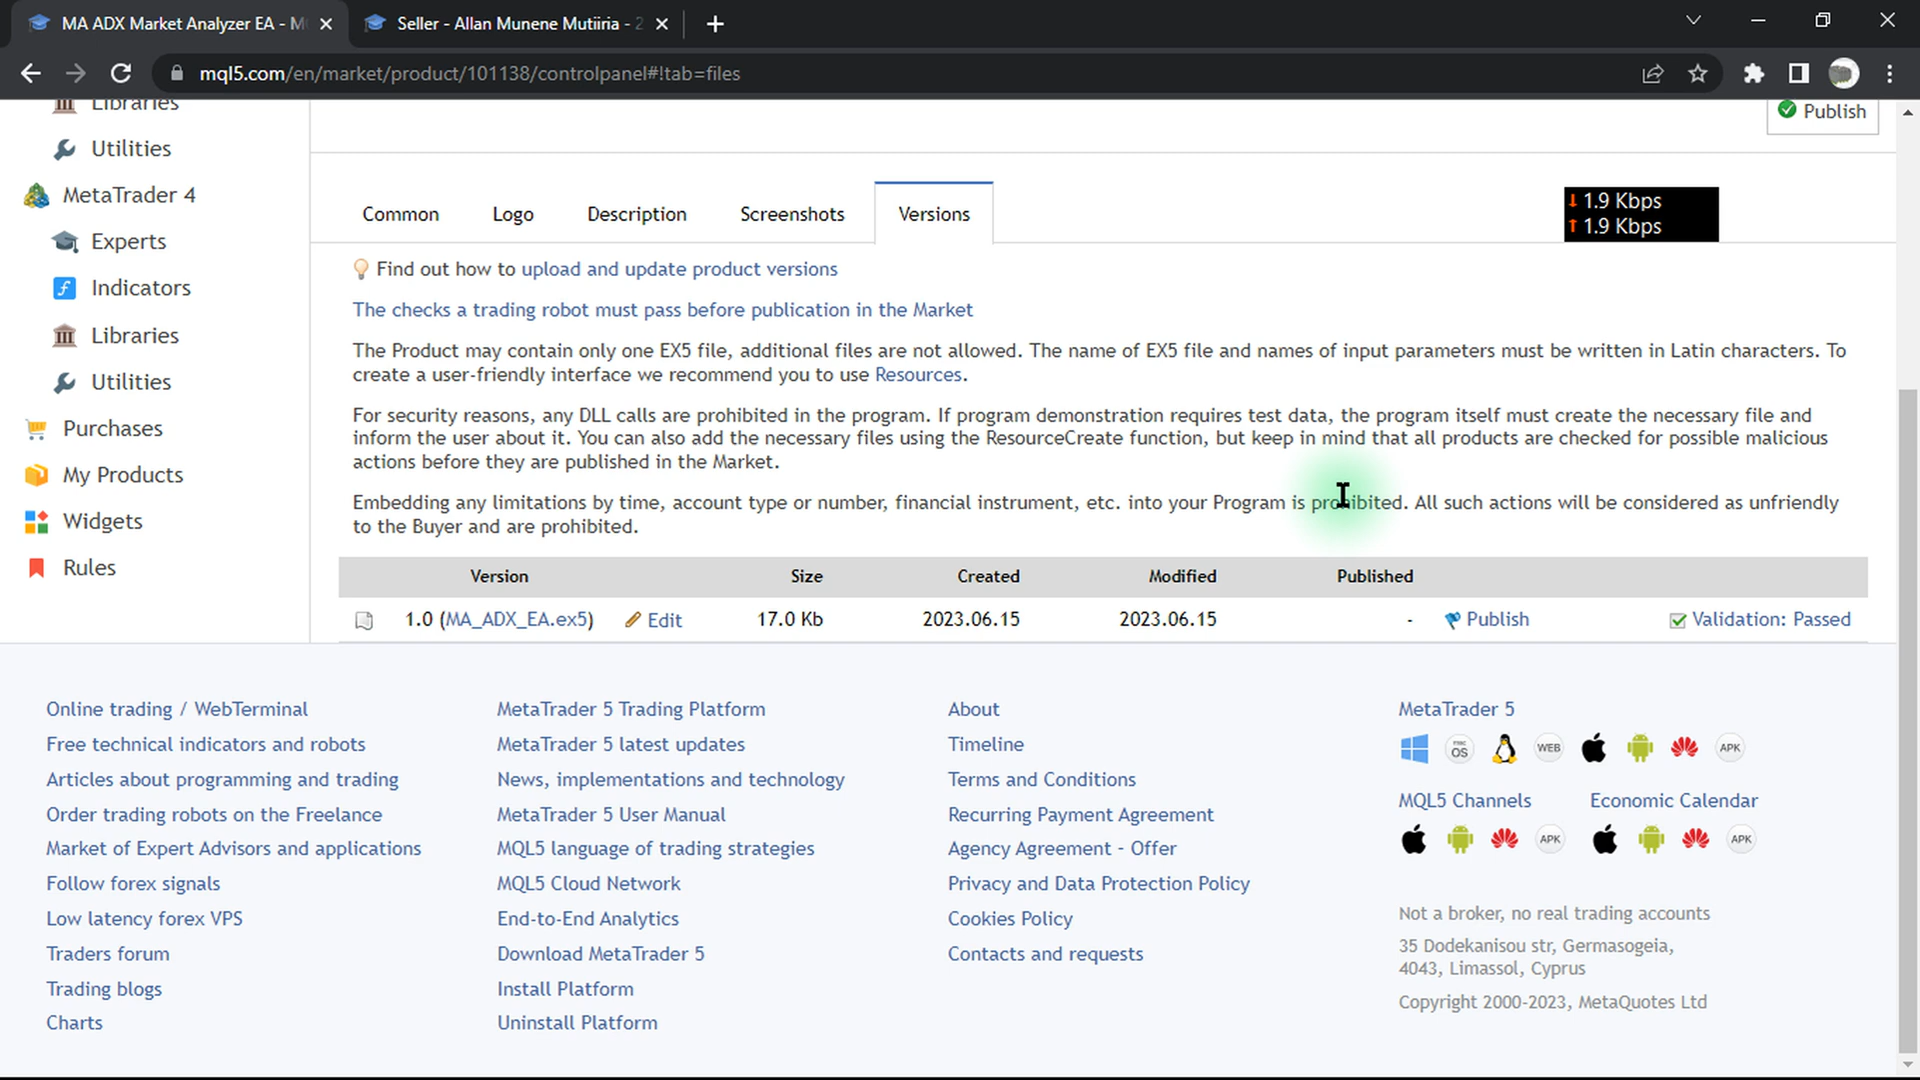 MA ADX Market Analyzer EA - M
Seller - Allan Munene Mutiiria - 2
mql5.com/en/market/product/101138/controlpanel#!tab=files
Libraries
Publish
Utilities
MetaTrader 4
Experts
Indicators
Libraries
Utilities
Purchases
My Products
Widgets
Rules
Common
Logo
Description
Screenshots
Versions
1.9 Kbps
1.9 Kbps
Find out how to upload and update product versions
The checks a trading robot must pass before publication in the Market
The Product may contain only one EX5 file, additional files are not allowed. The name of EX5 file and names of input parameters must be written in Latin characters. To
create a user-friendly interface we recommend you to use Resources.
For security reasons, any DLL calls are prohibited in the program. If program demonstration requires test data, the program itself must create the necessary file and
inform the user about it. You can also add the necessary files using the ResourceCreate function, but keep in mind that all products are checked for possible malicious
actions before they are published in the Market.
Embedding any limitations by time, account type or number, financial instrument, etc. into your Program is prohibited. All such actions will be considered as unfriendly
to the Buyer and are prohibited.
Version Size Created Modified Published
1.0 (MA_ADX_EA.ex5) Edit 17.0 Kb 2023.06.15 2023.06.15 - Publish Validation: Passed
Online trading / WebTerminal
Free technical indicators and robots
Articles about programming and trading
Order trading robots on the Freelance
Market of Expert Advisors and applications
Follow forex signals
Low latency forex VPS
Traders forum
Trading blogs
Charts
MetaTrader 5 Trading Platform
MetaTrader 5 latest updates
News, implementations and technology
MetaTrader 5 User Manual
MQL5 language of trading strategies
MQL5 Cloud Network
End-to-End Analytics
Download MetaTrader 5
Install Platform
Uninstall Platform
About
Timeline
Terms and Conditions
Recurring Payment Agreement
Agency Agreement - Offer
Privacy and Data Protection Policy
Cookies Policy
Contacts and requests
MetaTrader 5
OS WEB APK
MQL5 Channels
APK
Economic Calendar
APK
Not a broker, no real trading accounts
35 Dodekanisou str, Germasogeia,
4043, Limassol, Cyprus
Copyright 2000-2023, MetaQuotes Ltd